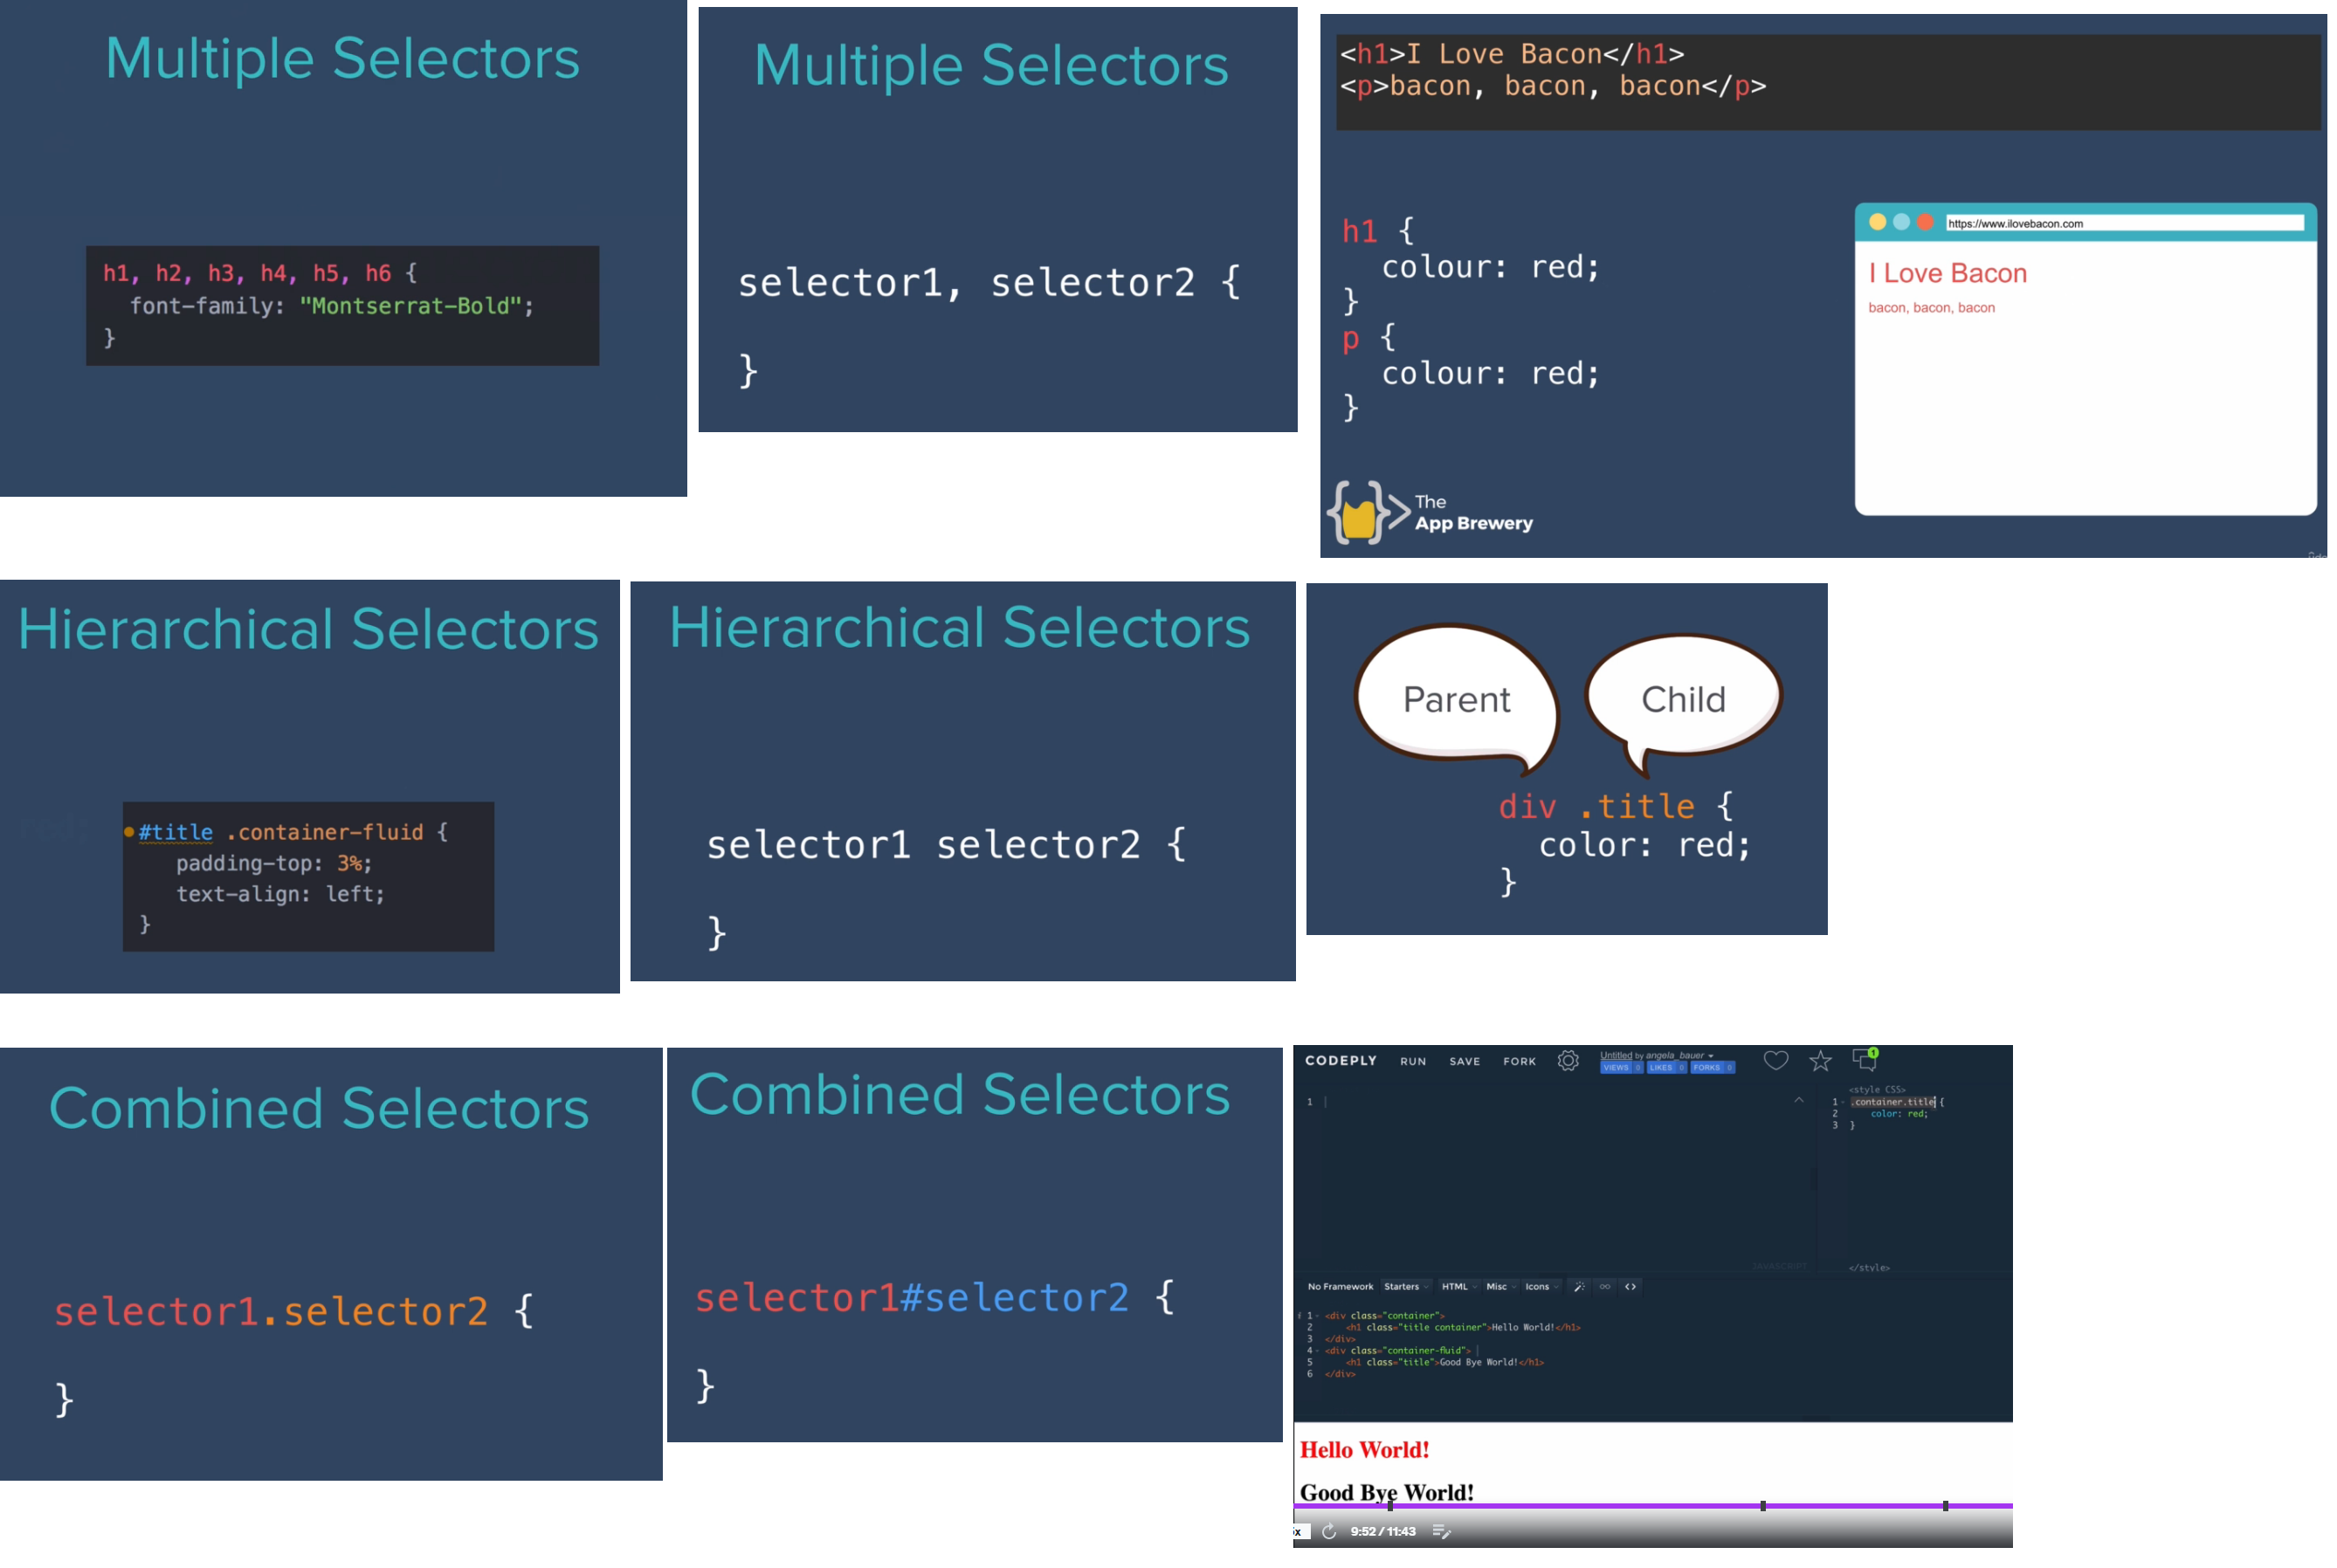 Multiple Selectors
h1, h2, h3, h4, h5, h6 {
font-family: "Montserrat-Bold";
}
Multiple Selectors
selector1, selector2 {
}
<h1>I Love Bacon</h1>
<p>bacon, bacon, bacon</p>
h1 {
colour: red;
}
p {
colour: red;
}
https://www.ilovebacon.com
I Love Bacon
bacon, bacon, bacon
The
App Brewery
Hierarchical Selectors
#title .container-fluid {
padding-top: 3%;
text-align: left;
}
Hierarchical Selectors
selector1 selector2 {
}
Parent
Child
div .title {
color: red;
}
Combined Selectors
selector1.selector2 {
}
Combined Selectors
selector1#selector2 {
}
CODEPLY RUN SAVE FORK
Untitled by angela_bauer
VIEWS 0 LIKES 0 FORKS 0
1
1
<style CSS>
1 .container.title {
2 color: red;
3 }
JAVASCRIPT
</style>
No Framework Starters HTML Misc Icons
1 <div class="container">
2 <h1 class="title container">Hello World!</h1>
3 </div>
4 <div class="container-fluid">
5 <h1 class="title">Good Bye World!</h1>
6 </div>
Hello World!
Good Bye World!
9:52 / 11:43